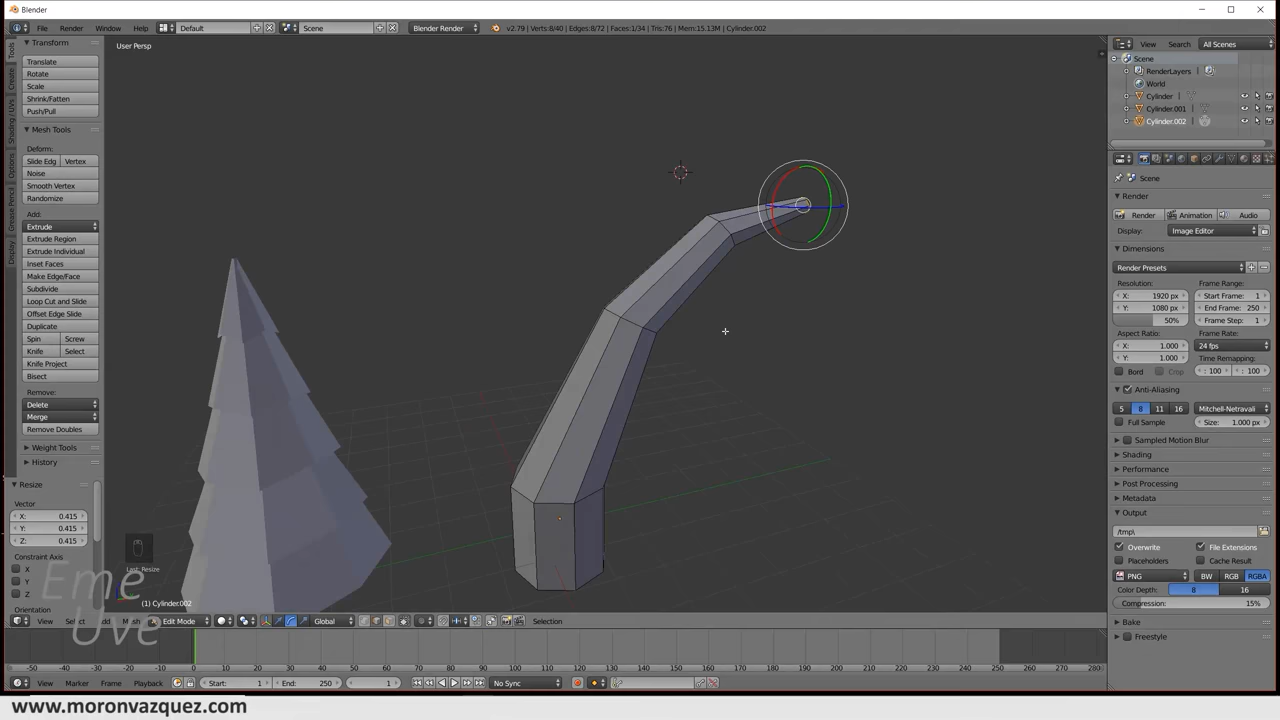 Blender
File Render Window Help Default Scene Blender Render v2.79 | Verts:8/40 | Edges:8/72 | Faces:1/34 | Tris:76 | Mem:15.13M | Cylinder.002
View Search All Scenes
Transform
User Persp
Scene
Translate
RenderLayers
Rotate
World
Scale
Cylinder
Shrink/Fatten
Cylinder.001
Push/Pull
Cylinder.002
Mesh Tools
Deform:
Slide Edg Vertex
Noise
Smooth Vertex
Randomize
Add:
Extrude
Extrude Region
Extrude Individual
Inset Faces
Make Edge/Face
Subdivide
Loop Cut and Slide
Offset Edge Slide
Duplicate
Spin Screw
Knife Select
Knife Project
Bisect
Remove:
Delete
Merge
Remove Doubles
Weight Tools
History
Tools
Create
Shading / UVs
Options
Grease Pencil
Display
Resize
Vector
X: 0.415
Y: 0.415
Z: 0.415
Constraint Axis
X
Y
Z
Orientation
Last: Resize
Eme
Uve
(1) Cylinder.002
Scene
Render
Render Animation Audio
Display: Image Editor
Dimensions
Render Presets
Resolution: Frame Range:
X: 1920 px Start Frame: 1
Y: 1080 px End Frame: 250
50% Frame Step: 1
Aspect Ratio: Frame Rate:
X: 1.000 24 fps
Y: 1.000 Time Remapping:
Bord Crop : 100 : 100
Anti-Aliasing
5 8 11 16 Mitchell-Netravali
Full Sample Size: 1.000 px
Sampled Motion Blur
Shading
Performance
Post Processing
Metadata
Output
/tmp\
Overwrite File Extensions
Placeholders Cache Result
PNG BW RGB RGBA
Color Depth: 8 16
Compression: 15%
Bake
Freestyle
View Select Add Mesh Edit Mode Global Selection
-50 -40 -30 -20 -10 0 10 20 30 40 50 60 70 80 90 100 110 120 130 140 150 160 170 180 190 200 210 220 230 240 250 260 270 280
View Marker Frame Playback Start: 1 End: 250 1 No Sync
www.moronvazquez.com